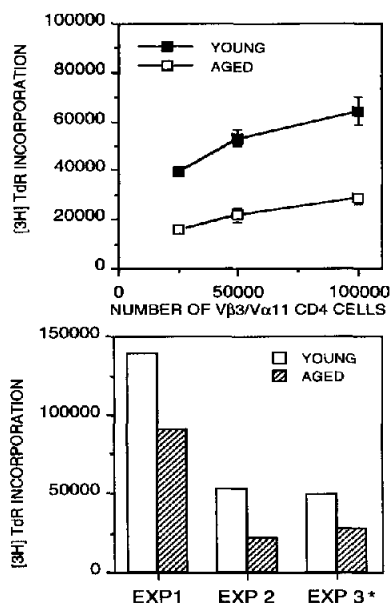 100000
80000
60000
40000
20000
0
[3H] TdR INCORPORATION
YOUNG
AGED
0 50000 100000
NUMBER OF Vβ3/Vα11 CD4 CELLS
150000
100000
50000
0
[3H] TdR INCORPORATION
YOUNG
AGED
EXP1 EXP 2 EXP 3 *